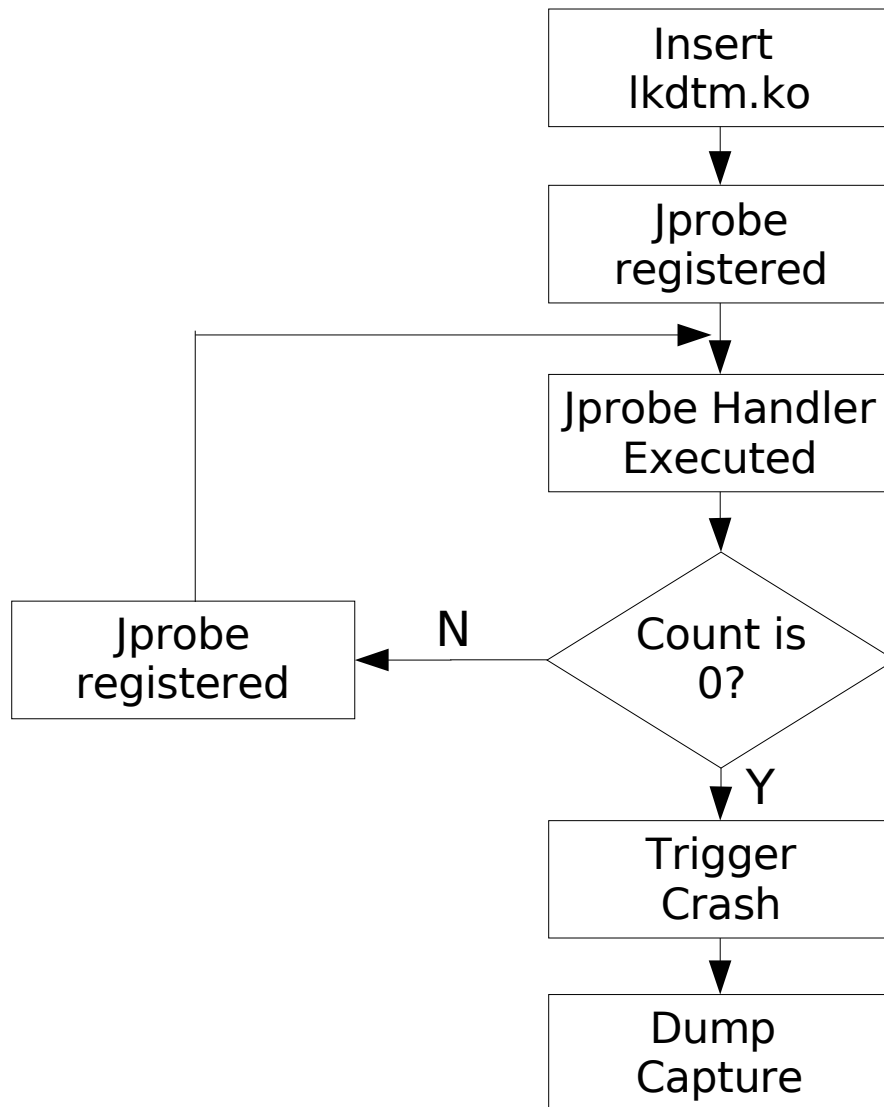 Insert
lkdtm.ko
Jprobe
registered
Jprobe Handler
Executed
Count is
0?
N
Jprobe
registered
Y
Trigger
Crash
Dump
Capture